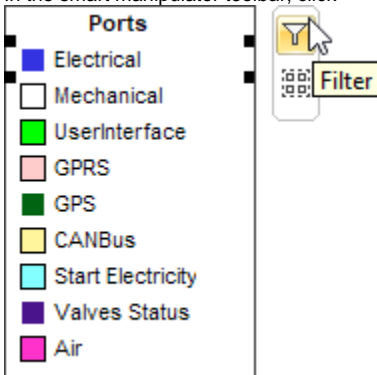 In the smart manipulator toolbar, click
Ports
Electrical
Mechanical
UserInterface
GPRS
GPS
CANBus
Start Electricity
Valves Status
Air
Filter